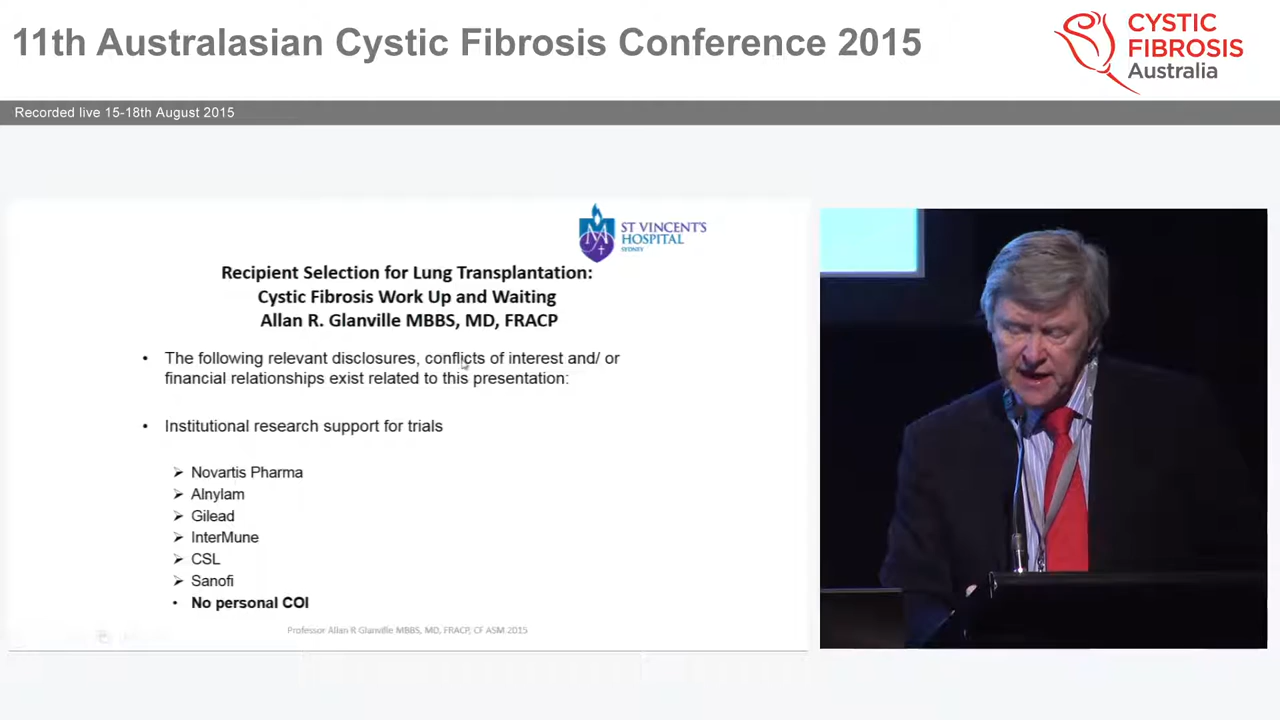 11th Australasian Cystic Fibrosis Conference 2015
CYSTIC
FIBROSIS
Australia
Recorded live 15-18th August 2015
ST VINCENT'S
HOSPITAL
SYDNEY
Recipient Selection for Lung Transplantation:
Cystic Fibrosis Work Up and Waiting
Allan R. Glanville MBBS, MD, FRACP
• The following relevant disclosures, conflicts of interest and/ or
financial relationships exist related to this presentation:
• Institutional research support for trials
➢ Novartis Pharma
➢ Alnylam
➢ Gilead
➢ InterMune
➢ CSL
➢ Sanofi
• No personal COI
Professor Allan R Glanville MBBS, MD, FRACP, CF ASM 2015